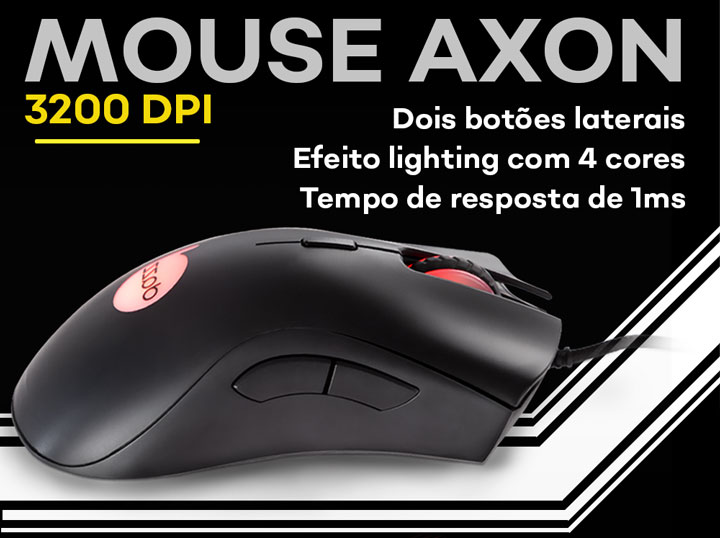 MOUSE AXON
3200 DPI
Dois botões laterais
Efeito lighting com 4 cores
Tempo de resposta de 1ms